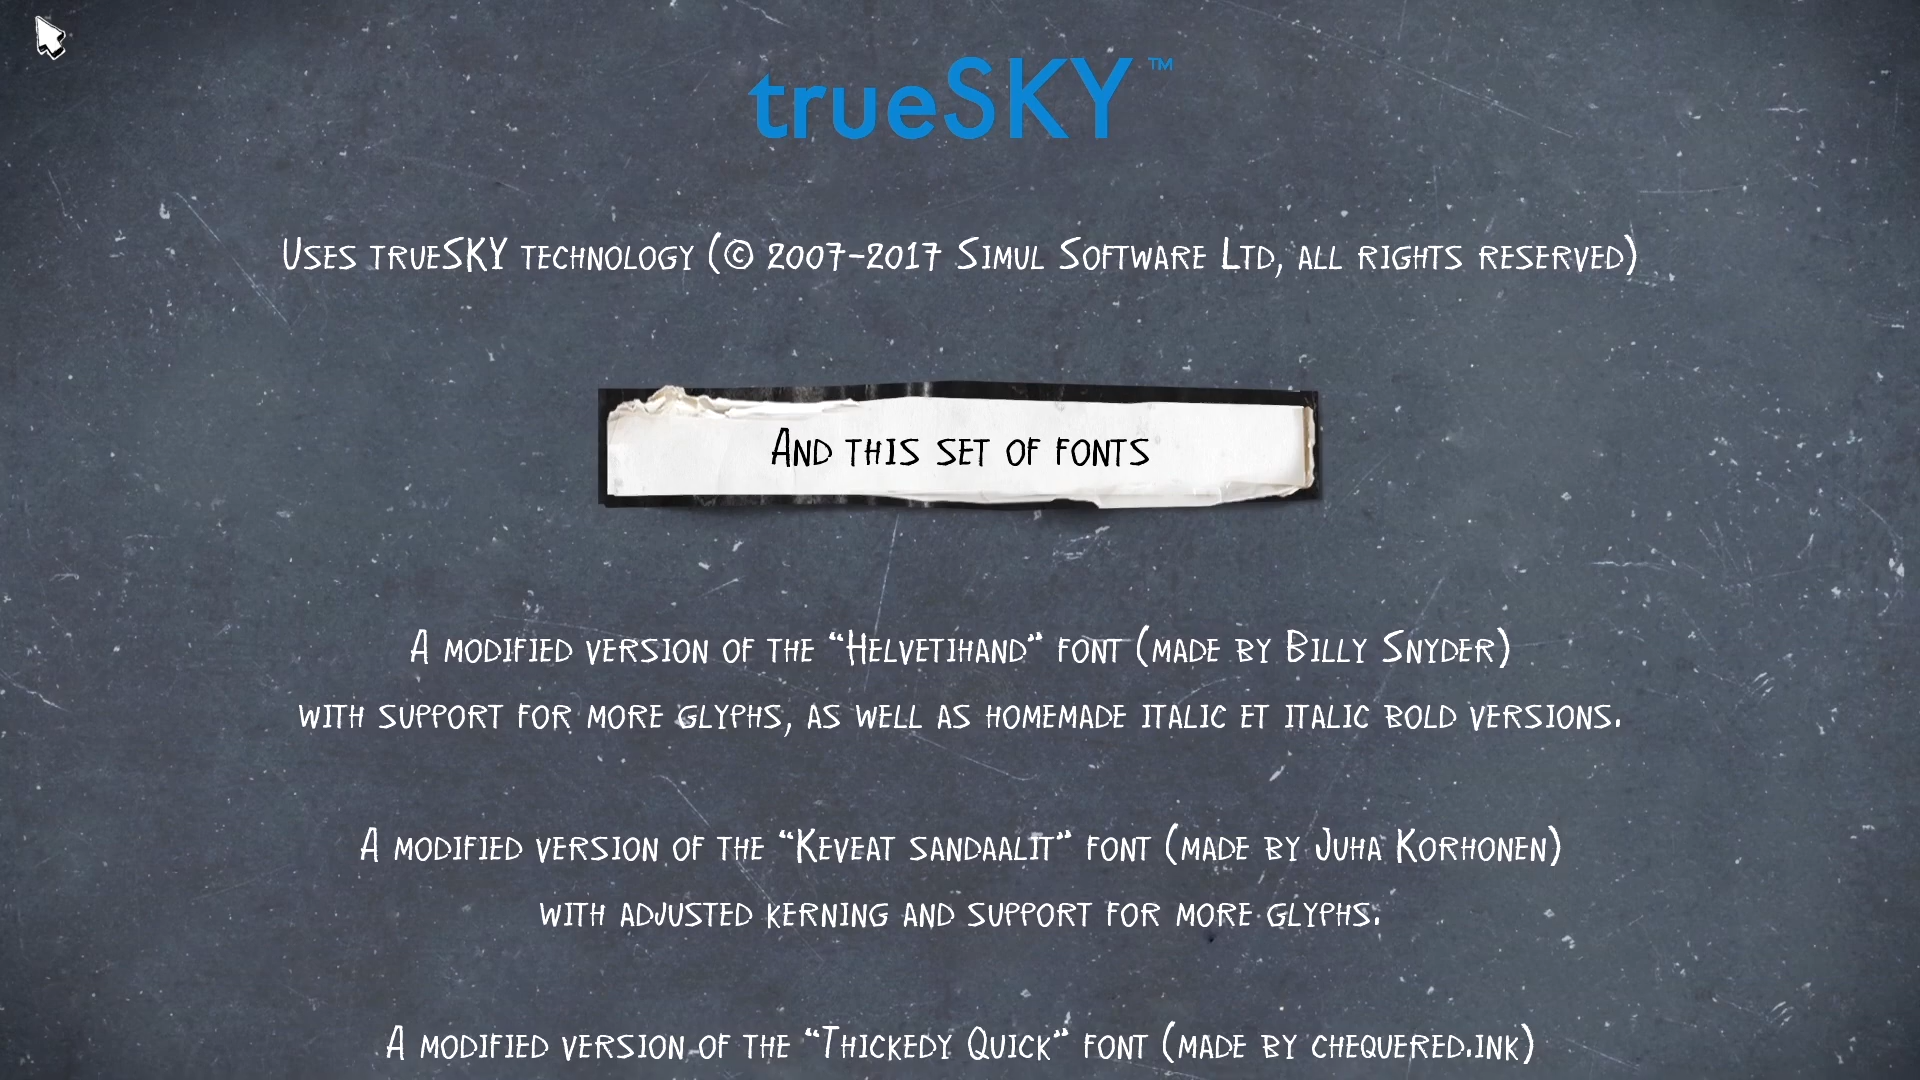 trueSKY™
Uses trueSKY technology (© 2007-2017 Simul Software Ltd, all rights reserved)
And this set of fonts
A modified version of the “Helvetihand” font (made by Billy Snyder)
with support for more glyphs, as well as homemade italic et italic bold versions.
A modified version of the “Keveat sandaalit” font (made by Juha Korhonen)
with adjusted kerning and support for more glyphs.
A modified version of the “Thickedy Quick” font (made by chequered.ink)